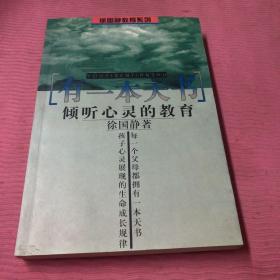 徐国静教育系列
[有一本天书]
倾听心灵的教育
徐国静著
每一个父母都拥有一本天书
孩子心灵展现的生命成长规律